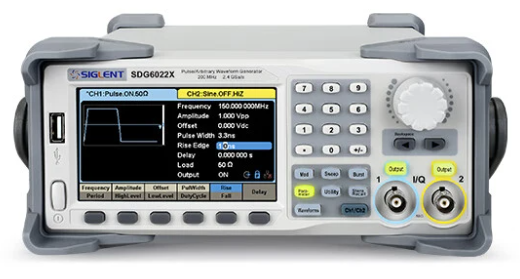 SIGLENT SDG6022X Pulse/Arbitrary Waveform Generator
200 MHz 2.4 GSa/s
*CH1:Pulse.ON.50Ω CH2:Sine.OFF.HiZ
Frequency 150.000 000MHz
Amplitude 1.000 Vpp
Offset 0.000 Vdc
Pulse Width 3.3ns
Rise Edge 1.0ns
Delay 0.000 000 s
Load 50 Ω
Output ON
Frequency Amplitude Offset PulWidth Rise Delay
Period HighLevel LowLevel DutyCycle Fall
7 8 9
4 5 6
1 2 3
0 . +/-
Mod Sweep Burst
Parameter Utility Store/Recall
Waveforms Ch1/Ch2
Output Output
1 I/Q 2